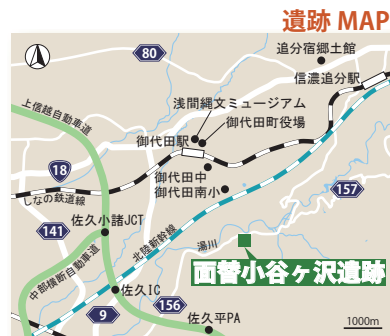 遺跡 MAP
80
追分宿郷土館
信濃追分駅
上信越自動車道
浅間縄文ミュージアム
御代田駅
御代田町役場
18
御代田中
御代田南小
157
しなの鉄道線
141
佐久小諸JCT
北陸新幹線
湯川
中部横断自動車道
面替小谷ヶ沢遺跡
佐久IC
156
9
佐久平PA
1000m